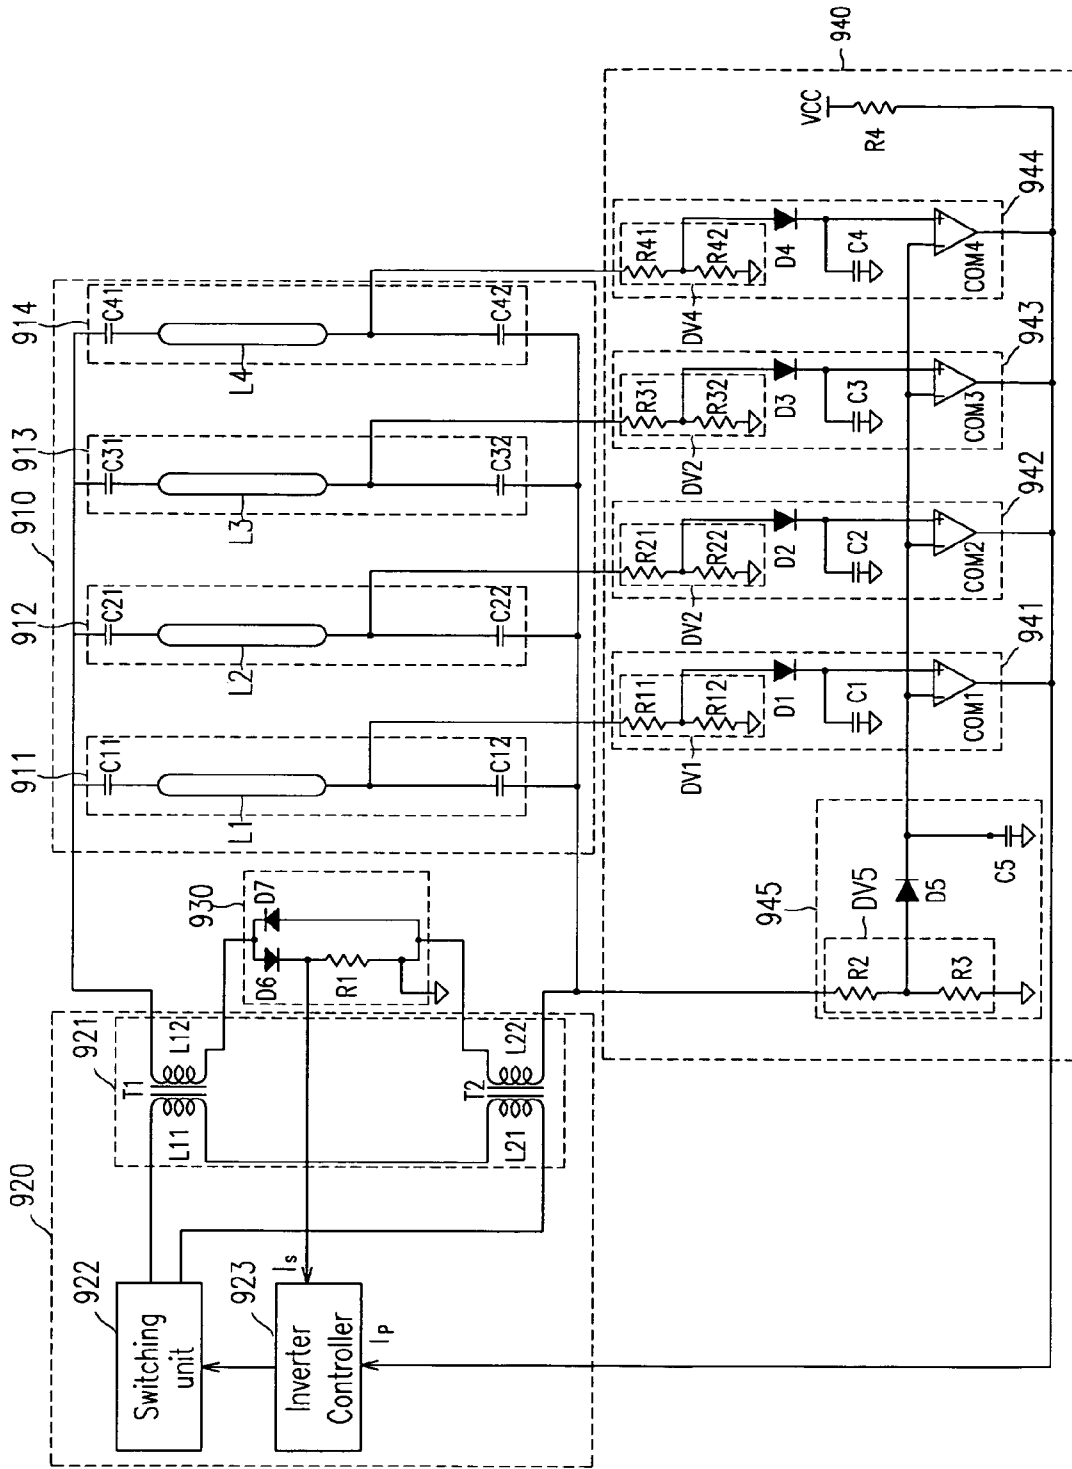 920
922
Switching
unit
923
Inverter
Controller
Is
Ip
921
T1
L11
L12
T2
L21
L22
930
D6
D7
R1
910
911
C11
L1
C12
912
C21
L2
C22
913
C31
L3
C32
914
C41
L4
C42
940
945
DV5
R2
R3
D5
C5
941
DV1
R11
R12
D1
C1
COM1
+
-
942
DV2
R21
R22
D2
C2
COM2
+
-
943
DV2
R31
R32
D3
C3
COM3
+
-
944
DV4
R41
R42
D4
C4
COM4
+
-
VCC
R4